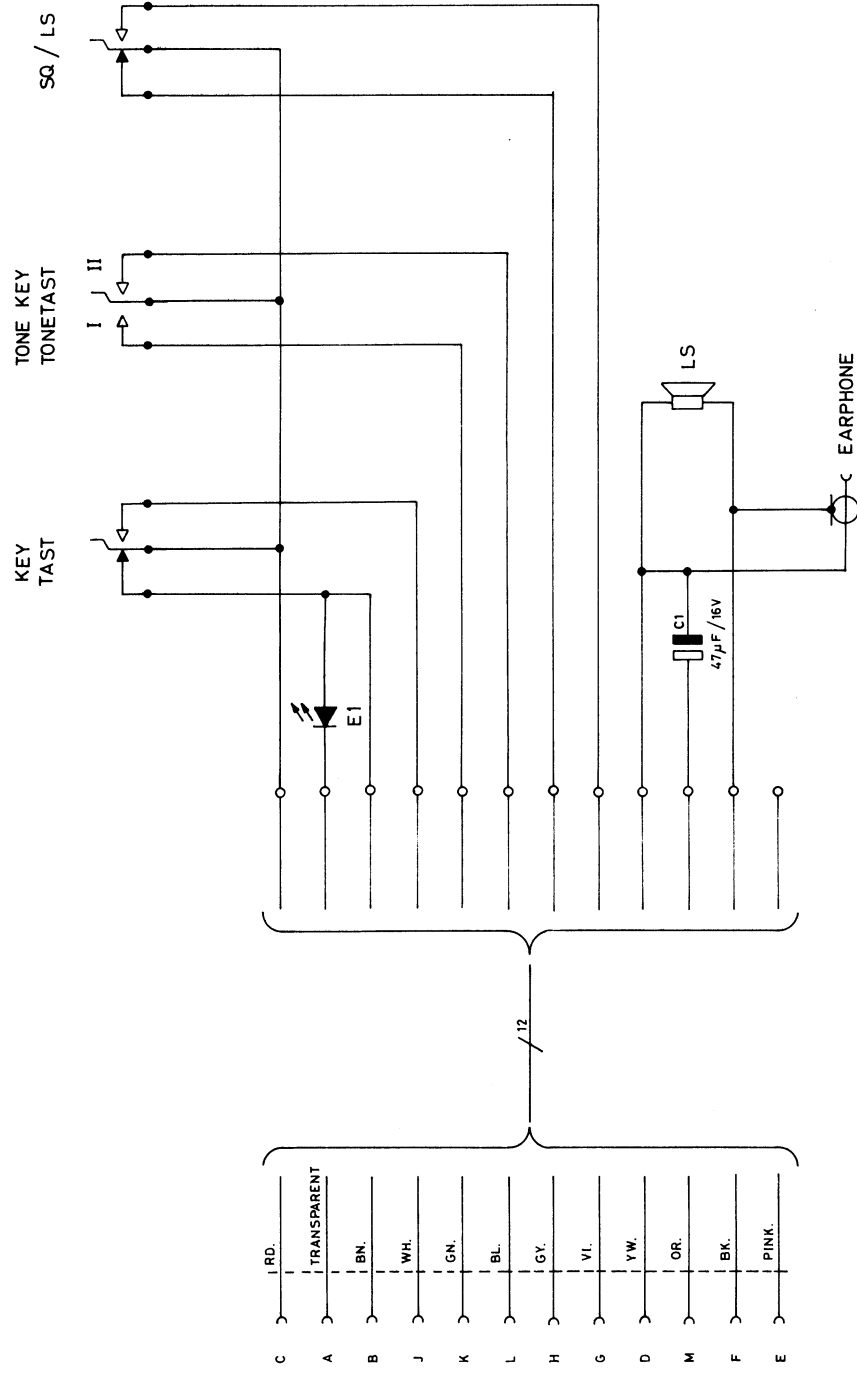 SQ / LS
TONE KEY
TONETAST
I
II
KEY
TAST
E1
LS
C1
47µF/16V
EARPHONE
12
RD.
TRANSPARENT
BN.
WH.
GN.
BL.
GY.
VI.
YW.
OR.
BK.
PINK.
C
A
B
J
K
L
H
G
D
M
F
E